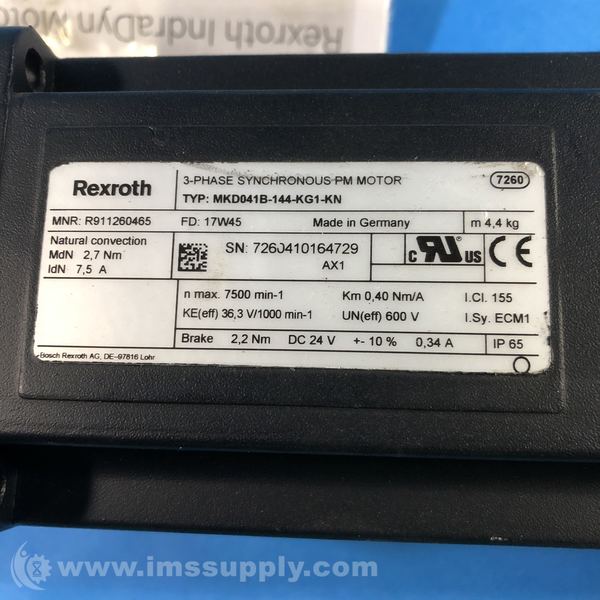 Rexroth IndraDyn Moto
Rexroth
3-PHASE SYNCHRONOUS PM MOTOR
7260
TYP: MKD041B-144-KG1-KN
MNR: R911260465 FD: 17W45 Made in Germany m 4,4 kg
Natural convection
MdN 2,7 Nm
IdN 7,5 A
SN: 7260410164729
AX1
c RU us CE
n max. 7500 min-1 Km 0,40 Nm/A I.Cl. 155
KE(eff) 36,3 V/1000 min-1 UN(eff) 600 V I.Sy. ECM1
Brake 2,2 Nm DC 24 V +- 10 % 0,34 A IP 65
Bosch Rexroth AG, DE-97816 Lohr
www.imssupply.com